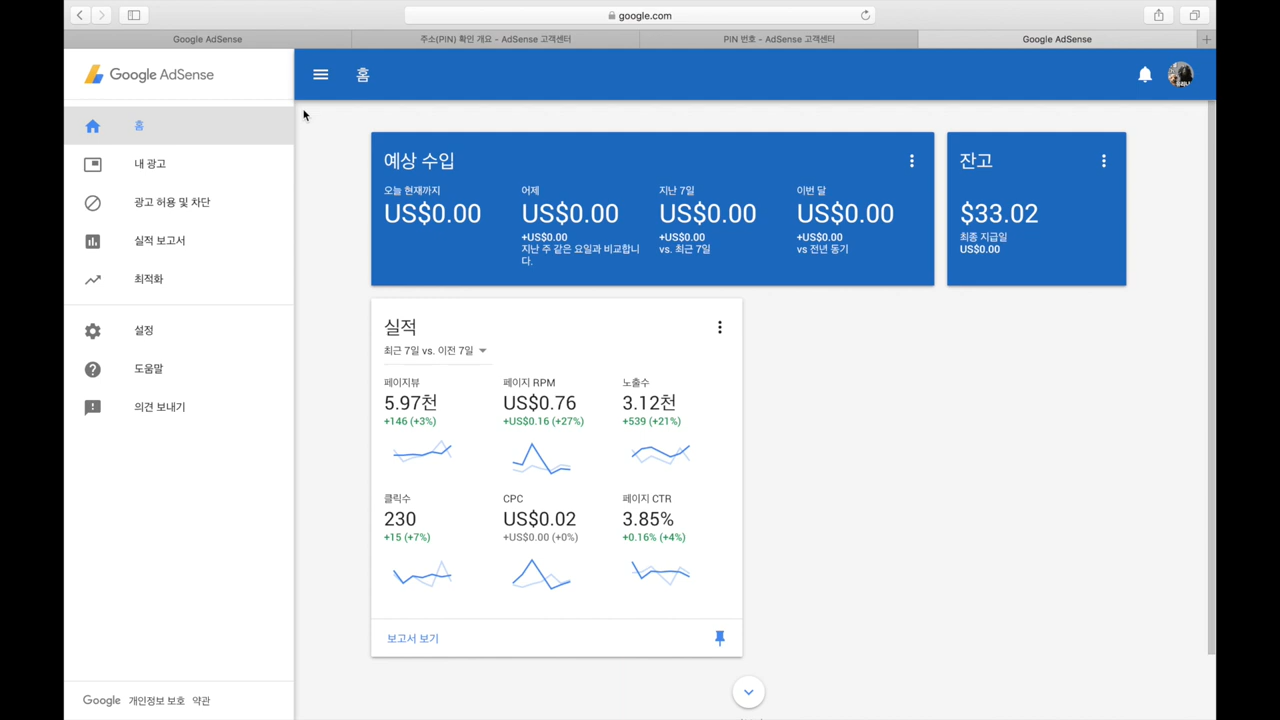 google.com
Google AdSense
주소(PIN) 확인 개요 - AdSense 고객센터
PIN 번호 - AdSense 고객센터
Google AdSense
Google AdSense
홈
홈
내 광고
광고 허용 및 차단
실적 보고서
최적화
설정
도움말
의견 보내기
Google 개인정보 보호 약관
예상 수입
오늘 현재까지
US$0.00
어제
US$0.00
+US$0.00
지난 주 같은 요일과 비교합니
다.
지난 7일
US$0.00
+US$0.00
vs. 최근 7일
이번 달
US$0.00
+US$0.00
vs 전년 동기
잔고
$33.02
최종 지급일
US$0.00
실적
최근 7일 vs. 이전 7일
페이지뷰
5.97천
+146 (+3%)
페이지 RPM
US$0.76
+US$0.16 (+27%)
노출수
3.12천
+539 (+21%)
클릭수
230
+15 (+7%)
CPC
US$0.02
+US$0.00 (+0%)
페이지 CTR
3.85%
+0.16% (+4%)
보고서 보기